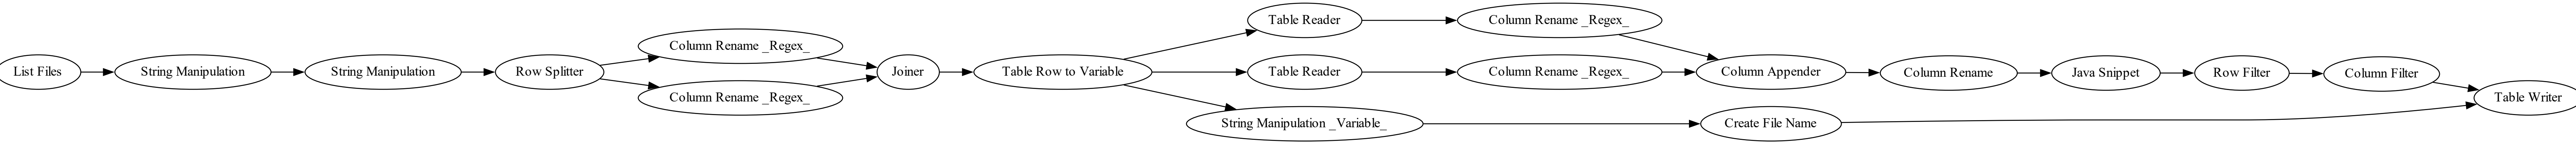 List Files
String Manipulation
String Manipulation
Row Splitter
Column Rename _Regex_
Column Rename _Regex_
Joiner
Table Row to Variable
Table Reader
Column Rename _Regex_
Table Reader
Column Rename _Regex_
String Manipulation _Variable_
Create File Name
Column Appender
Column Rename
Java Snippet
Row Filter
Column Filter
Table Writer